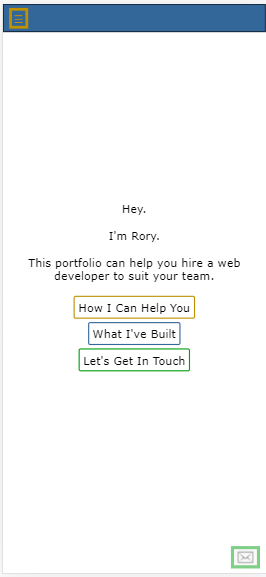 Hey.
I'm Rory.
This portfolio can help you hire a web
developer to suit your team.
How I Can Help You
What I've Built
Let's Get In Touch